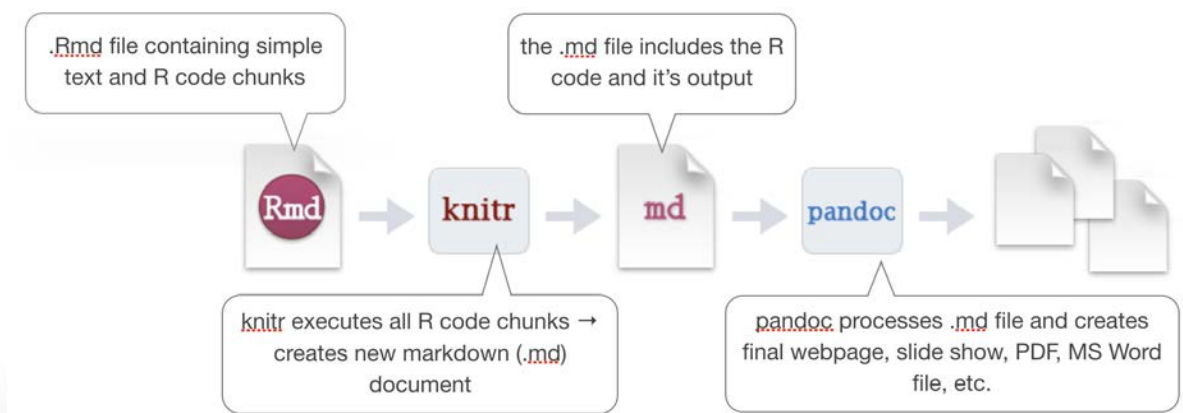 .Rmd file containing simple
text and R code chunks
the .md file includes the R
code and it's output
Rmd
knitr
md
pandoc
knitr executes all R code chunks →
creates new markdown (.md)
document
pandoc processes .md file and creates
final webpage, slide show, PDF, MS Word
file, etc.